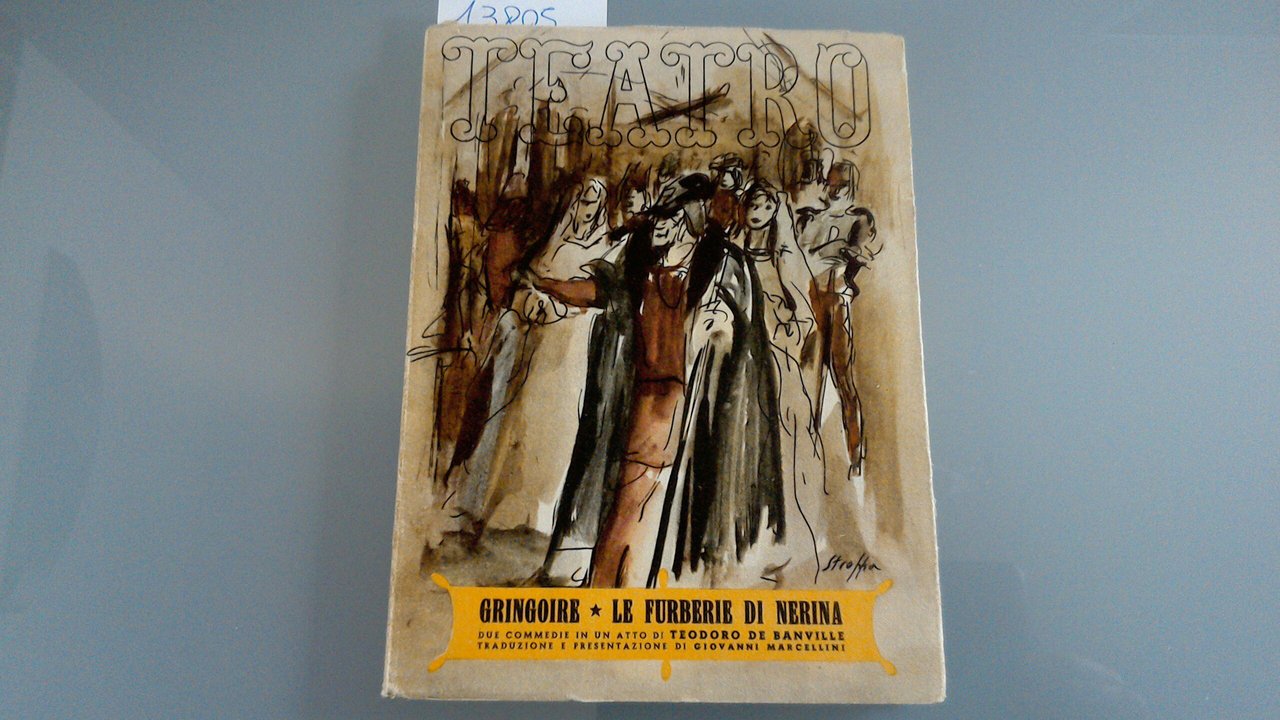 13805
TEATRO
Stroppa
GRINGOIRE ★ LE FURBERIE DI NERINA
DUE COMMEDIE IN UN ATTO DI TEODORO DE BANVILLE
TRADUZIONE E PRESENTAZIONE DI GIOVANNI MARCELLINI